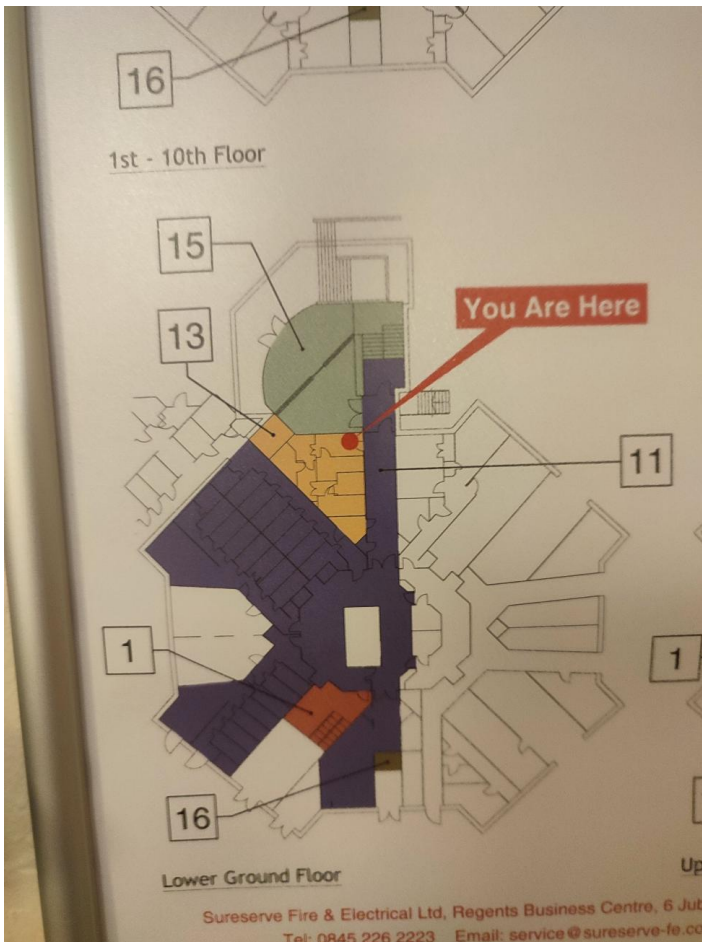 16
1st - 10th Floor
15
You Are Here
13
11
1
1
16
Lower Ground Floor
Up
Sureserve Fire & Electrical Ltd, Regents Business Centre, 6 Jub
Tel: 0845 226 2223 Email: service@sureserve-fe.co